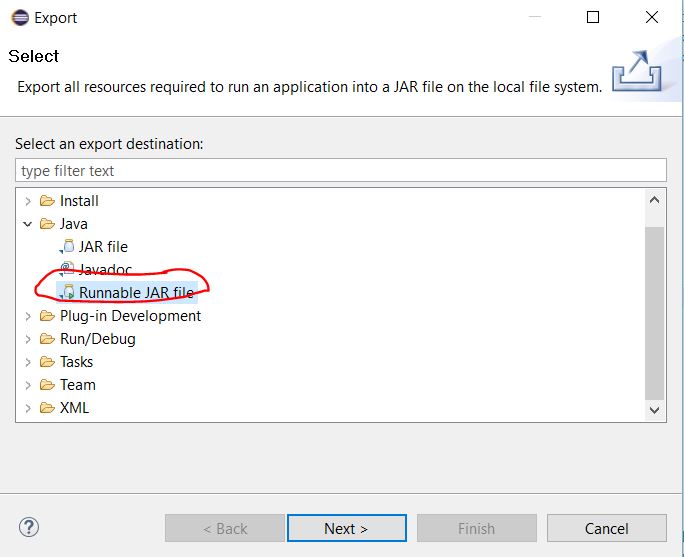 Export
Select
Export all resources required to run an application into a JAR file on the local file system.
Select an export destination:
type filter text
Install
Java
JAR file
Javadoc
Runnable JAR file
Plug-in Development
Run/Debug
Tasks
Team
XML
?
< Back
Next >
Finish
Cancel